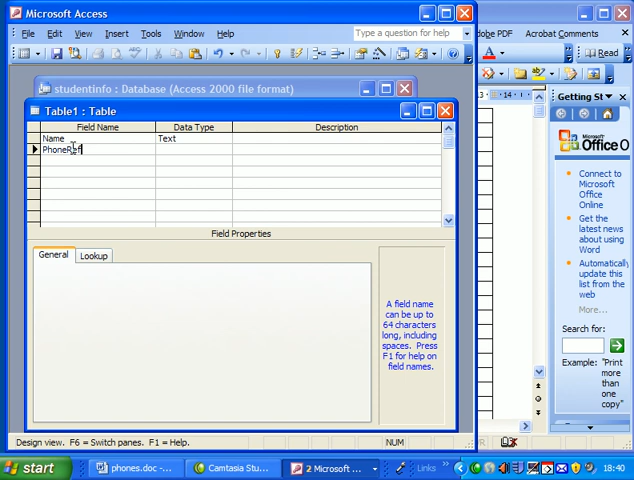 Microsoft Access
File Edit View Insert Tools Window Help
Type a question for help
studentinfo : Database (Access 2000 file format)
Table1 : Table
Field Name Data Type Description
Name Text
PhoneRef
Field Properties
General Lookup
A field name
can be up to
64 characters
long, including
spaces. Press
F1 for help on
field names.
Design view. F6 = Switch panes. F1 = Help.
NUM
dobe PDF Acrobat Comments
A
Read
13 · 14 ·
Getting St
Office O
Connect to
Microsoft
Office
Online
Get the
latest news
about using
Word
Automatically
update this
list from the
web
More...
Search for:
Example: "Print
more
than one
copy"
start
phones.doc -...
Camtasia Stu...
2 Microsoft ...
Links
18:40